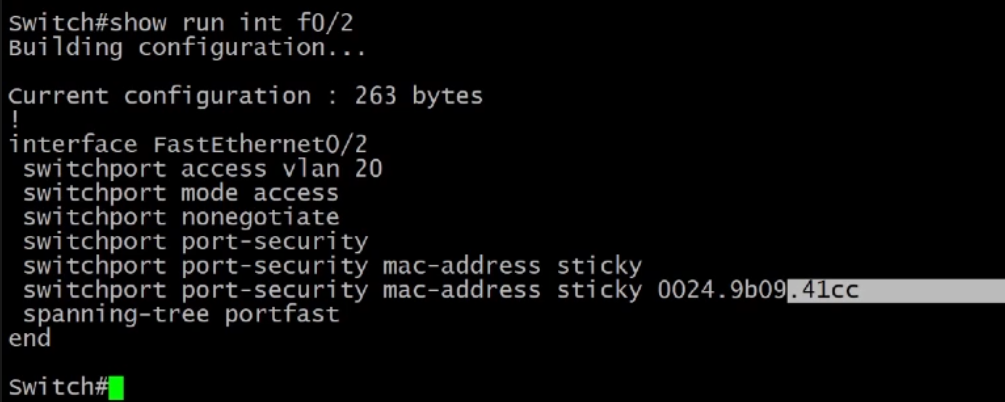 Switch#show run int f0/2
Building configuration...
Current configuration : 263 bytes
!
interface FastEthernet0/2
switchport access vlan 20
switchport mode access
switchport nonegotiate
switchport port-security
switchport port-security mac-address sticky
switchport port-security mac-address sticky 0024.9b09.41cc
spanning-tree portfast
end
Switch#